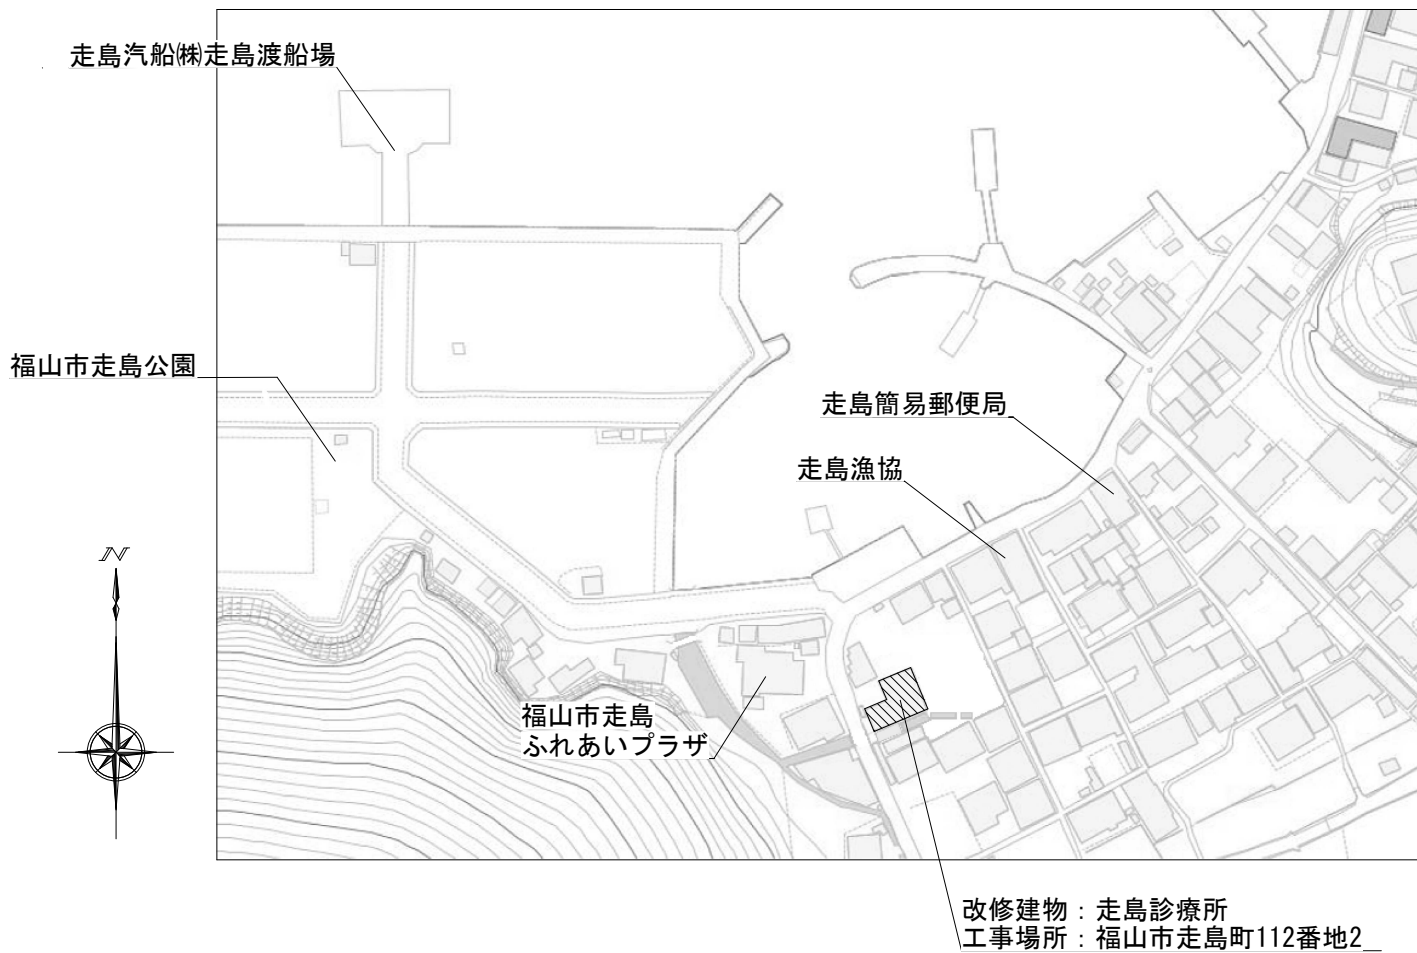 走島汽船㈱走島渡船場
福山市走島公園
走島簡易郵便局
走島漁協
N
福山市走島
ふれあいプラザ
改修建物：走島診療所
工事場所：福山市走島町112番地2